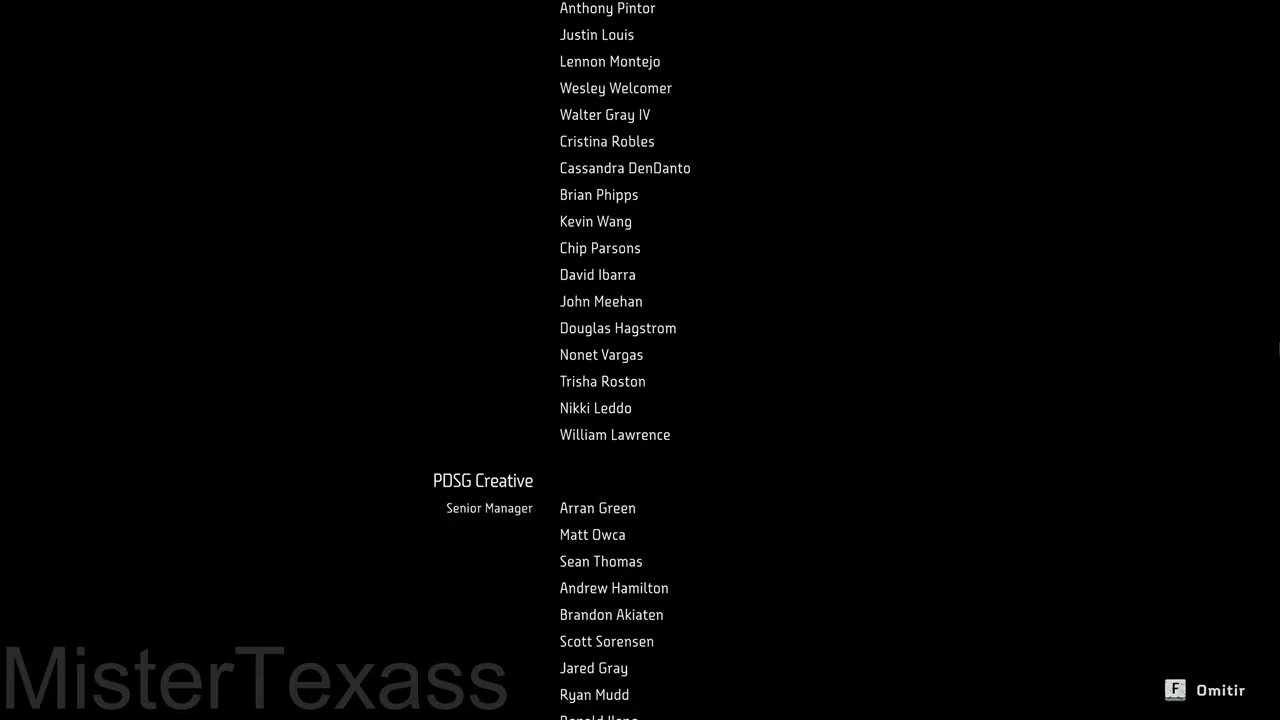 Anthony Pintor
Justin Louis
Lennon Montejo
Wesley Welcomer
Walter Gray IV
Cristina Robles
Cassandra DenDanto
Brian Phipps
Kevin Wang
Chip Parsons
David Ibarra
John Meehan
Douglas Hagstrom
Nonet Vargas
Trisha Roston
Nikki Leddo
William Lawrence
PDSG Creative
Senior Manager Arran Green
Matt Owca
Sean Thomas
Andrew Hamilton
Brandon Akiaten
Scott Sorensen
Jared Gray
Ryan Mudd
MisterTexass
F Omitir